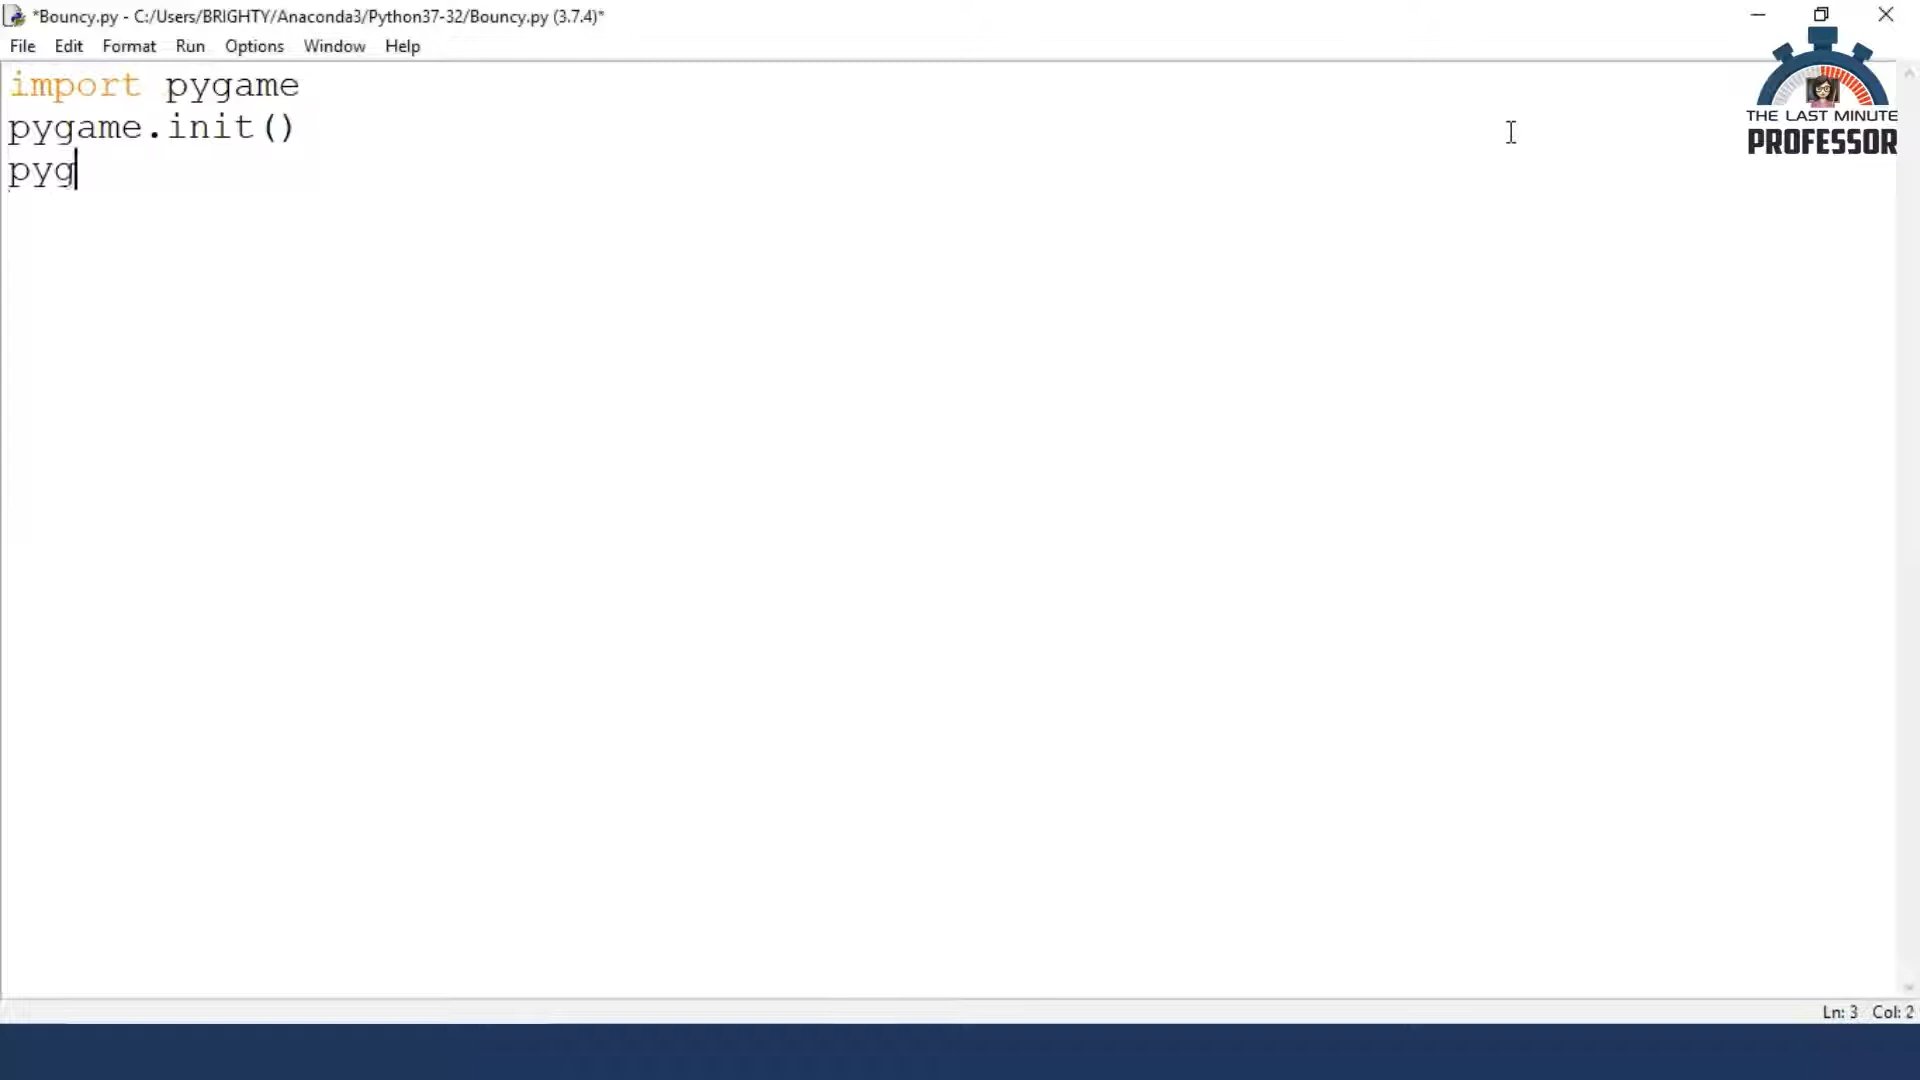 *Bouncy.py - C:/Users/BRIGHTY/Anaconda3/Python37-32/Bouncy.py (3.7.4)*
File Edit Format Run Options Window Help
import pygame
pygame.init()
pyg
THE LAST MINUTE
PROFESSOR
Ln: 3 Col: 2